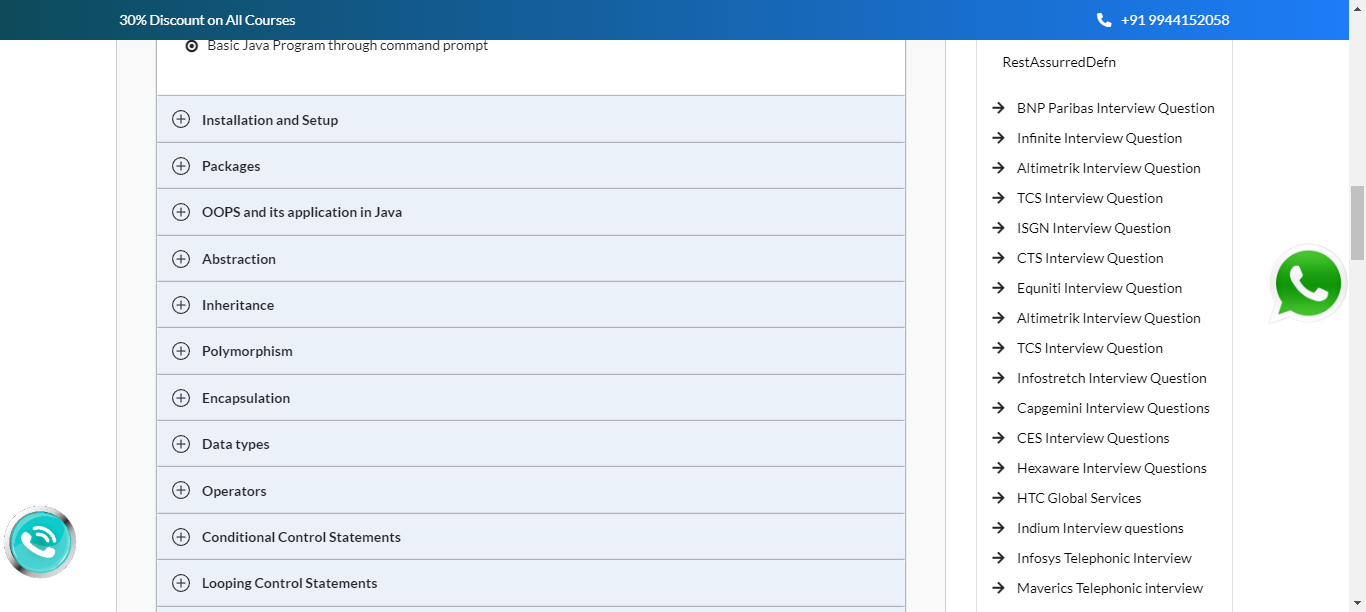 30% Discount on All Courses
+91 9944152058
Basic Java Program through command prompt
Installation and Setup
Packages
OOPS and its application in Java
Abstraction
Inheritance
Polymorphism
Encapsulation
Data types
Operators
Conditional Control Statements
Looping Control Statements
RestAssurredDefn
BNP Paribas Interview Question
Infinite Interview Question
Altimetrik Interview Question
TCS Interview Question
ISGN Interview Question
CTS Interview Question
Equniti Interview Question
Altimetrik Interview Question
TCS Interview Question
Infostretch Interview Question
Capgemini Interview Questions
CES Interview Questions
Hexaware Interview Questions
HTC Global Services
Indium Interview questions
Infosys Telephonic Interview
Maverics Telephonic interview